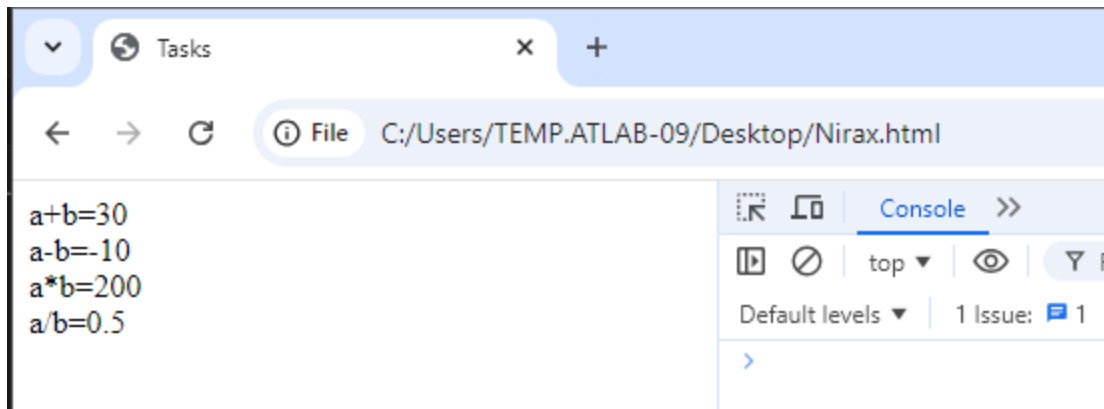 Tasks
File C:/Users/TEMP.ATLAB-09/Desktop/Nirax.html
a+b=30
a-b=-10
a*b=200
a/b=0.5
Console
top
Default levels 1 Issue: 1